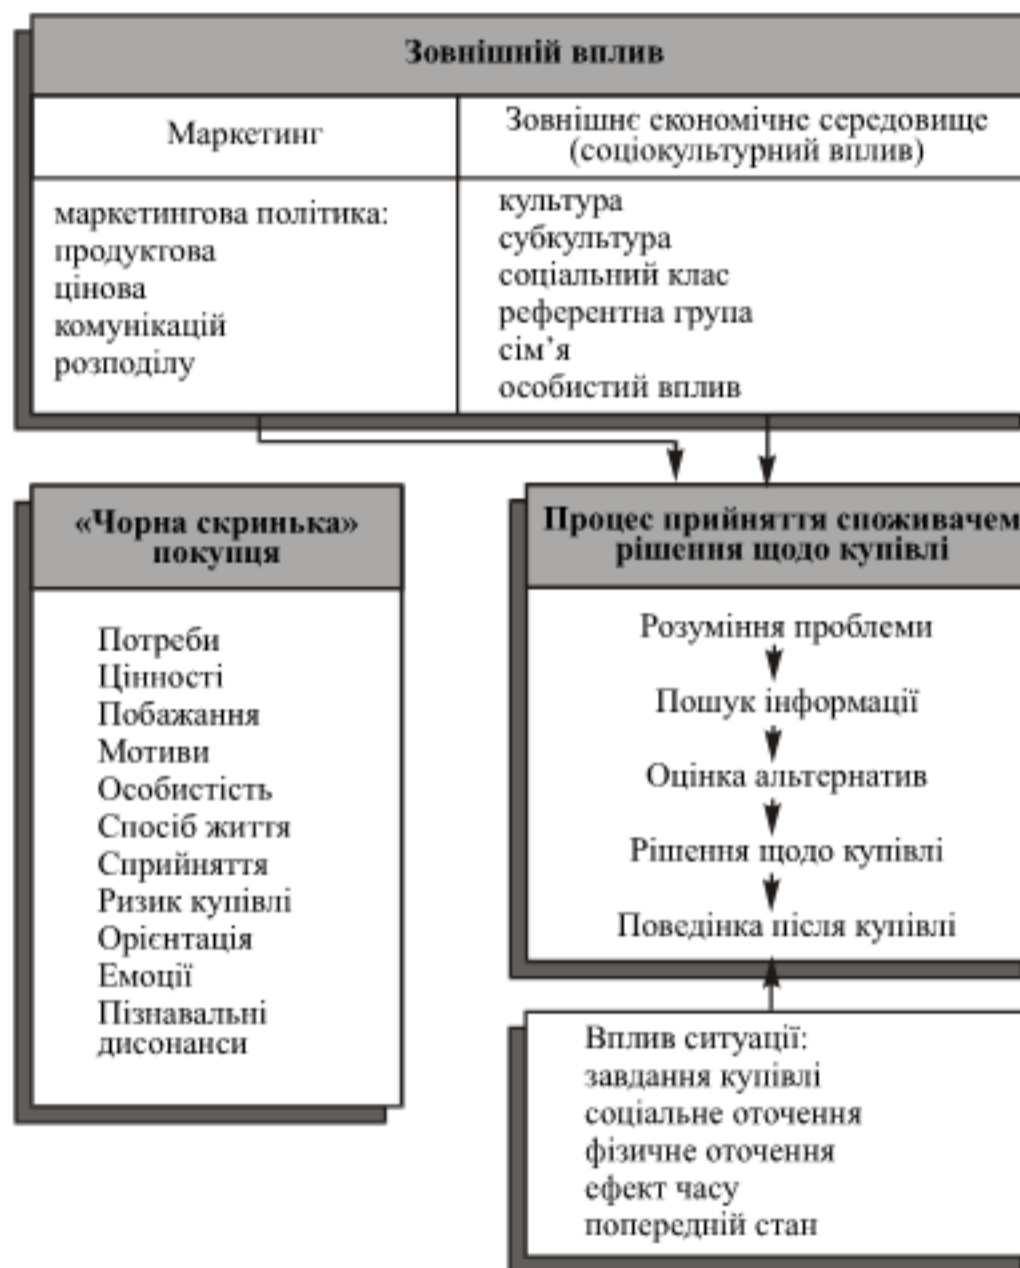 Зовнішній вплив
Маркетинг
Зовнішнє економічне середовище
(соціокультурний вплив)
маркетингова політика:
продуктова
цінова
комунікацій
розподілу
культура
субкультура
соціальний клас
референтна група
сім’я
особистий вплив
«Чорна скринька»
покупця
Потреби
Цінності
Побажання
Мотиви
Особистість
Спосіб життя
Сприйняття
Ризик купівлі
Орієнтація
Емоції
Пізнавальні
дисонанси
Процес прийняття споживачем
рішення щодо купівлі
Розуміння проблеми
Пошук інформації
Оцінка альтернатив
Рішення щодо купівлі
Поведінка після купівлі
Вплив ситуації:
завдання купівлі
соціальне оточення
фізичне оточення
ефект часу
попередній стан